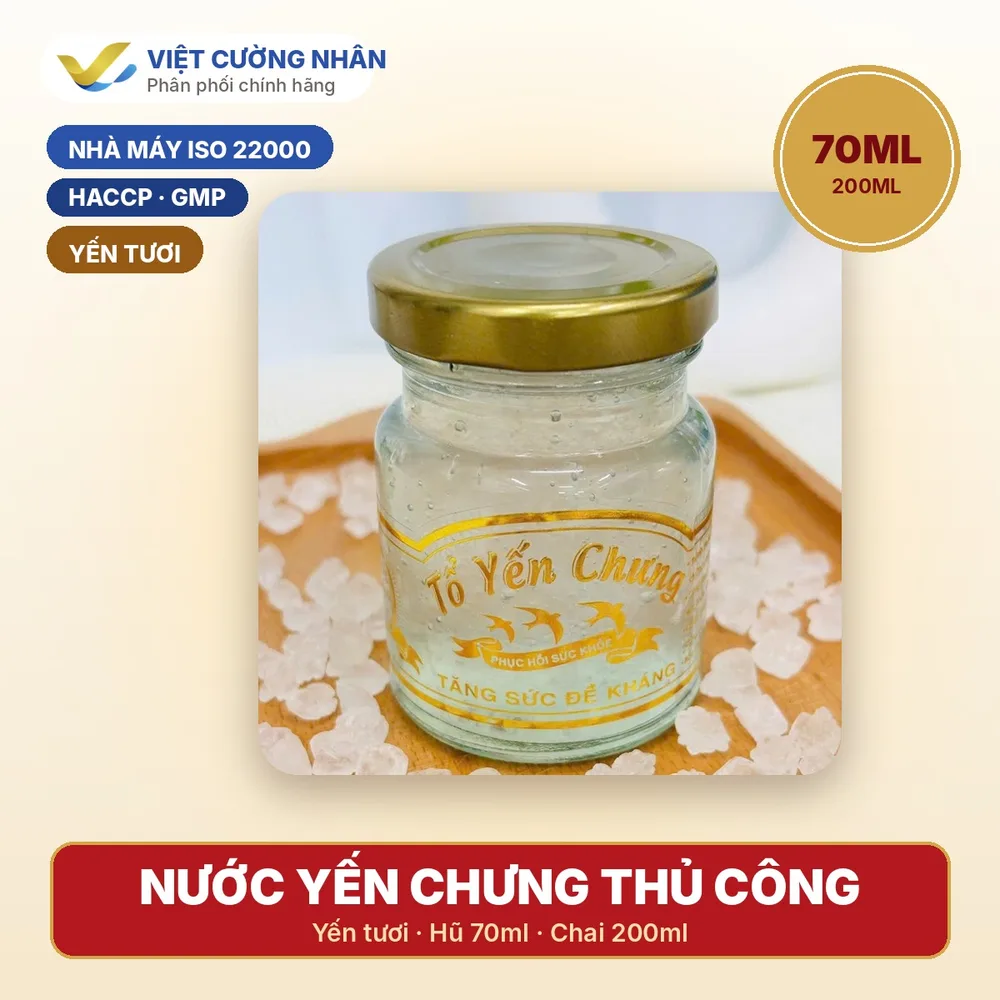 VIỆT CƯỜNG NHÂN
Phân phối chính hãng
NHÀ MÁY ISO 22000
HACCP · GMP
YẾN TƯƠI
70ML
200ML
Tổ Yến Chưng
PHỤC HỒI SỨC KHỎE
TĂNG SỨC ĐỀ KHÁNG
NƯỚC YẾN CHƯNG THỦ CÔNG
Yến tươi · Hũ 70ml · Chai 200ml